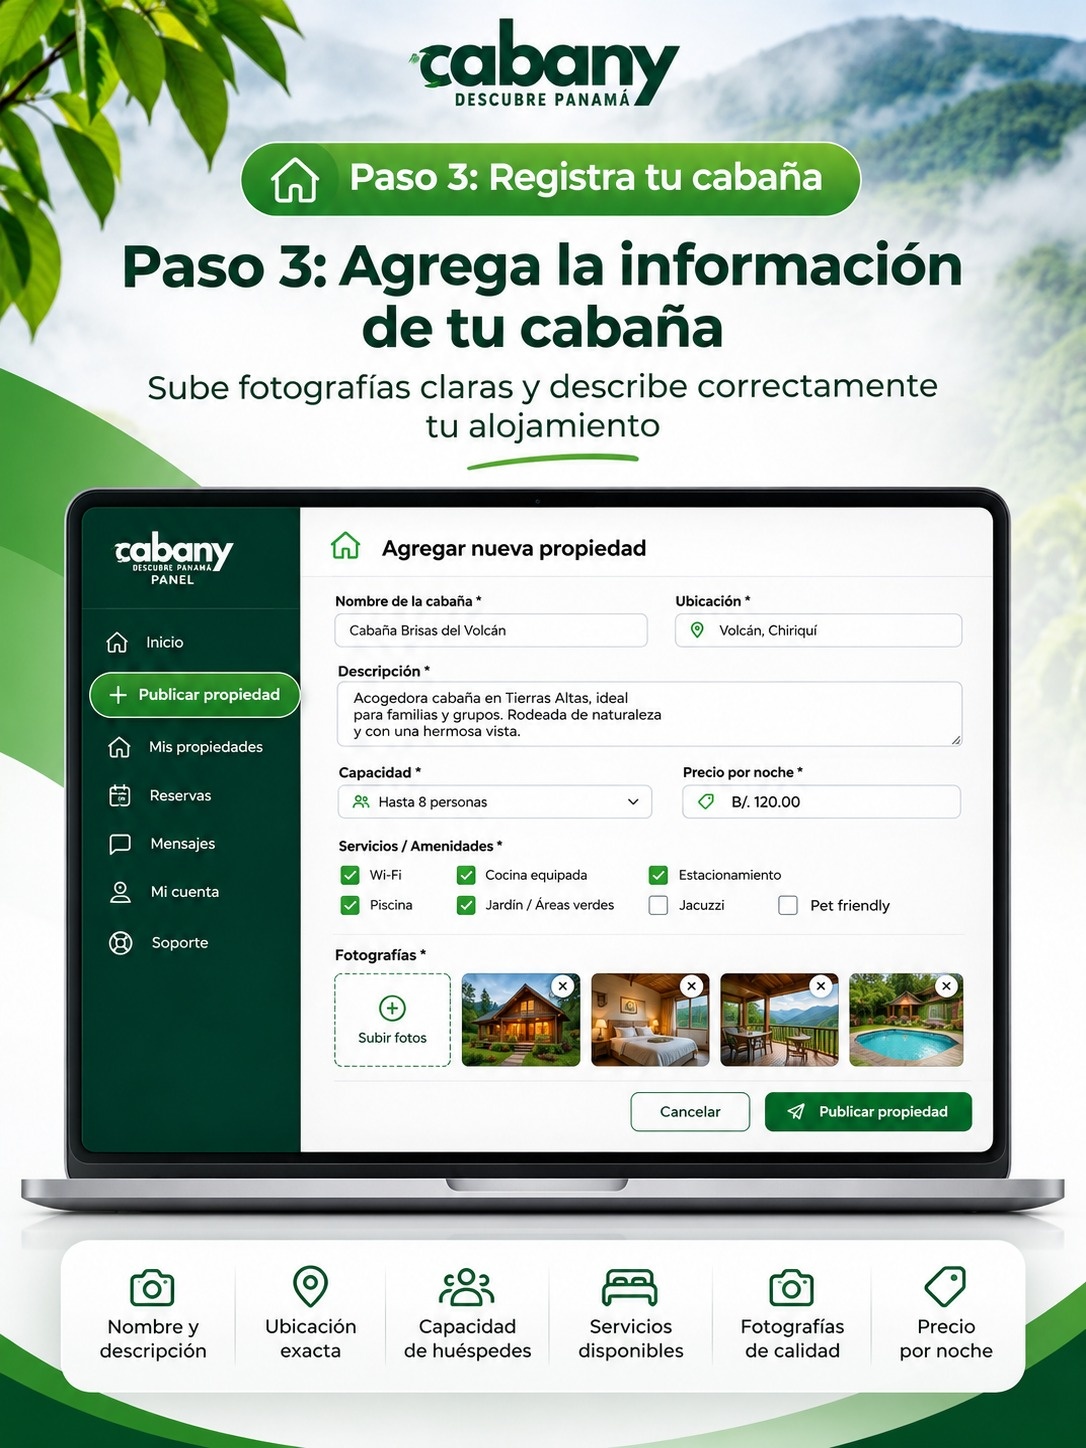 cabany
DESCUBRE PANAMÁ
Paso 3: Registra tu cabaña
Paso 3: Agrega la información
de tu cabaña
Sube fotografías claras y describe correctamente
tu alojamiento
cabany
DESCUBRE PANAMÁ
PANEL
Inicio
Publicar propiedad
Mis propiedades
Reservas
Mensajes
Mi cuenta
Soporte
Agregar nueva propiedad
Nombre de la cabaña *
Cabaña Brisas del Volcán
Ubicación *
Volcán, Chiriquí
Descripción *
Acogedora cabaña en Tierras Altas, ideal
para familias y grupos. Rodeada de naturaleza
y con una hermosa vista.
Capacidad *
Hasta 8 personas
Precio por noche *
B/. 120.00
Servicios / Amenidades *
Wi-Fi
Cocina equipada
Estacionamiento
Piscina
Jardín / Áreas verdes
Jacuzzi
Pet friendly
Fotografías *
Subir fotos
Cancelar
Publicar propiedad
Nombre y
descripción
Ubicación
exacta
Capacidad
de huéspedes
Servicios
disponibles
Fotografías
de calidad
Precio
por noche